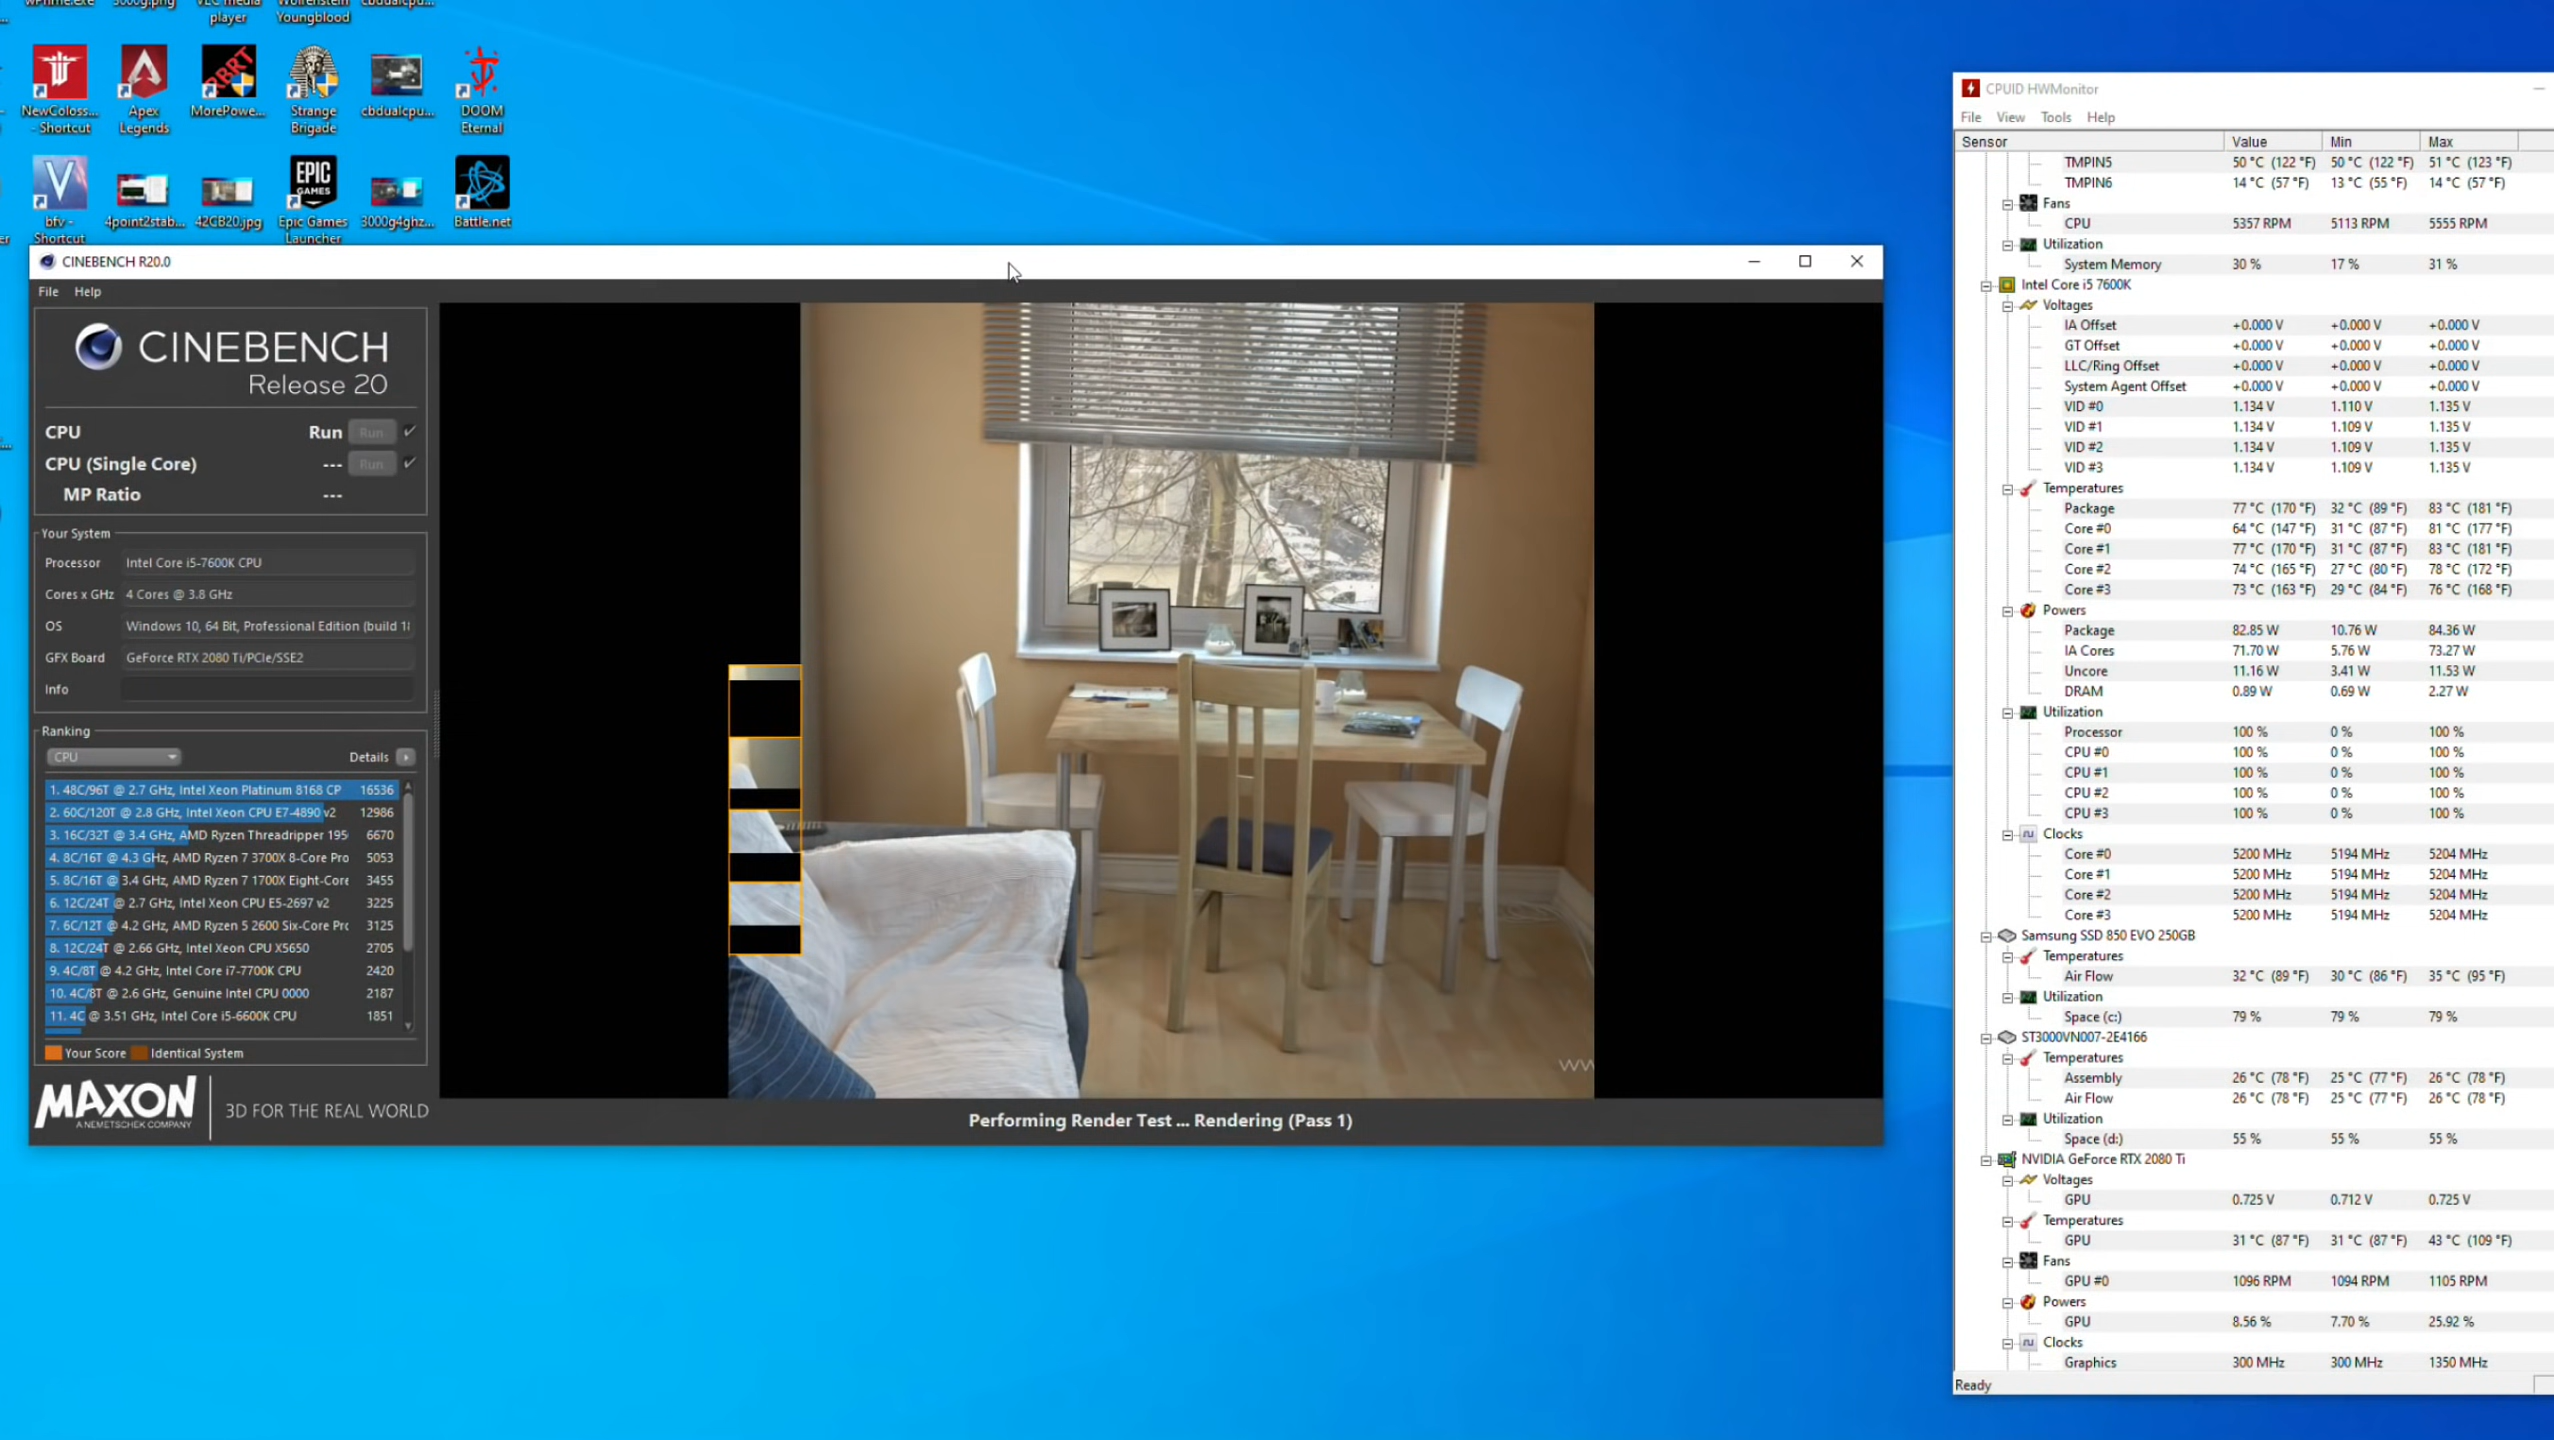 wPrime.exe 3000g.png VLC media player Wolfenstein Youngblood cbdualcpu...
NewColoss... - Shortcut
Apex Legends
MorePowe...
Strange Brigade
cbdualcpu...
DOOM Eternal
bfv - Shortcut
4point2stab...
42GB20.jpg
EPIC GAMES
Epic Games Launcher
3000g4ghz...
Battle.net
CINEBENCH R20.0
File Help
CINEBENCH
Release 20
CPU Run Run
CPU (Single Core) --- Run
MP Ratio ---
Your System
Processor Intel Core i5-7600K CPU
Cores x GHz 4 Cores @ 3.8 GHz
OS Windows 10, 64 Bit, Professional Edition (build 18
GFX Board GeForce RTX 2080 Ti/PCIe/SSE2
Info
Ranking
CPU Details
1. 48C/96T @ 2.7 GHz, Intel Xeon Platinum 8168 CP 16536
2. 60C/120T @ 2.8 GHz, Intel Xeon CPU E7-4890 v2 12986
3. 16C/32T @ 3.4 GHz, AMD Ryzen Threadripper 195 6670
4. 8C/16T @ 4.3 GHz, AMD Ryzen 7 3700X 8-Core Pro 5053
5. 8C/16T @ 3.4 GHz, AMD Ryzen 7 1700X Eight-Core 3455
6. 12C/24T @ 2.7 GHz, Intel Xeon CPU E5-2697 v2 3225
7. 6C/12T @ 4.2 GHz, AMD Ryzen 5 2600 Six-Core Prc 3125
8. 12C/24T @ 2.66 GHz, Intel Xeon CPU X5650 2705
9. 4C/8T @ 4.2 GHz, Intel Core i7-7700K CPU 2420
10. 4C/8T @ 2.6 GHz, Genuine Intel CPU 0000 2187
11. 4C @ 3.51 GHz, Intel Core i5-6600K CPU 1851
Your Score Identical System
MAXON
A NEMETSCHEK COMPANY
3D FOR THE REAL WORLD
ww
Performing Render Test ... Rendering (Pass 1)
CPUID HWMonitor
File View Tools Help
Sensor Value Min Max
TMPIN5 50 °C (122 °F) 50 °C (122 °F) 51 °C (123 °F)
TMPIN6 14 °C (57 °F) 13 °C (55 °F) 14 °C (57 °F)
Fans
CPU 5357 RPM 5113 RPM 5555 RPM
Utilization
System Memory 30 % 17 % 31 %
Intel Core i5 7600K
Voltages
IA Offset +0.000 V +0.000 V +0.000 V
GT Offset +0.000 V +0.000 V +0.000 V
LLC/Ring Offset +0.000 V +0.000 V +0.000 V
System Agent Offset +0.000 V +0.000 V +0.000 V
VID #0 1.134 V 1.110 V 1.135 V
VID #1 1.134 V 1.109 V 1.135 V
VID #2 1.134 V 1.109 V 1.135 V
VID #3 1.134 V 1.109 V 1.135 V
Temperatures
Package 77 °C (170 °F) 32 °C (89 °F) 83 °C (181 °F)
Core #0 64 °C (147 °F) 31 °C (87 °F) 81 °C (177 °F)
Core #1 77 °C (170 °F) 31 °C (87 °F) 83 °C (181 °F)
Core #2 74 °C (165 °F) 27 °C (80 °F) 78 °C (172 °F)
Core #3 73 °C (163 °F) 29 °C (84 °F) 76 °C (168 °F)
Powers
Package 82.85 W 10.76 W 84.36 W
IA Cores 71.70 W 5.76 W 73.27 W
Uncore 11.16 W 3.41 W 11.53 W
DRAM 0.89 W 0.69 W 2.27 W
Utilization
Processor 100 % 0 % 100 %
CPU #0 100 % 0 % 100 %
CPU #1 100 % 0 % 100 %
CPU #2 100 % 0 % 100 %
CPU #3 100 % 0 % 100 %
Clocks
Core #0 5200 MHz 5194 MHz 5204 MHz
Core #1 5200 MHz 5194 MHz 5204 MHz
Core #2 5200 MHz 5194 MHz 5204 MHz
Core #3 5200 MHz 5194 MHz 5204 MHz
Samsung SSD 850 EVO 250GB
Temperatures
Air Flow 32 °C (89 °F) 30 °C (86 °F) 35 °C (95 °F)
Utilization
Space (c:) 79 % 79 % 79 %
ST3000VN007-2E4166
Temperatures
Assembly 26 °C (78 °F) 25 °C (77 °F) 26 °C (78 °F)
Air Flow 26 °C (78 °F) 25 °C (77 °F) 26 °C (78 °F)
Utilization
Space (d:) 55 % 55 % 55 %
NVIDIA GeForce RTX 2080 Ti
Voltages
GPU 0.725 V 0.712 V 0.725 V
Temperatures
GPU 31 °C (87 °F) 31 °C (87 °F) 43 °C (109 °F)
Fans
GPU #0 1096 RPM 1094 RPM 1105 RPM
Powers
GPU 8.56 % 7.70 % 25.92 %
Clocks
Graphics 300 MHz 300 MHz 1350 MHz
Ready